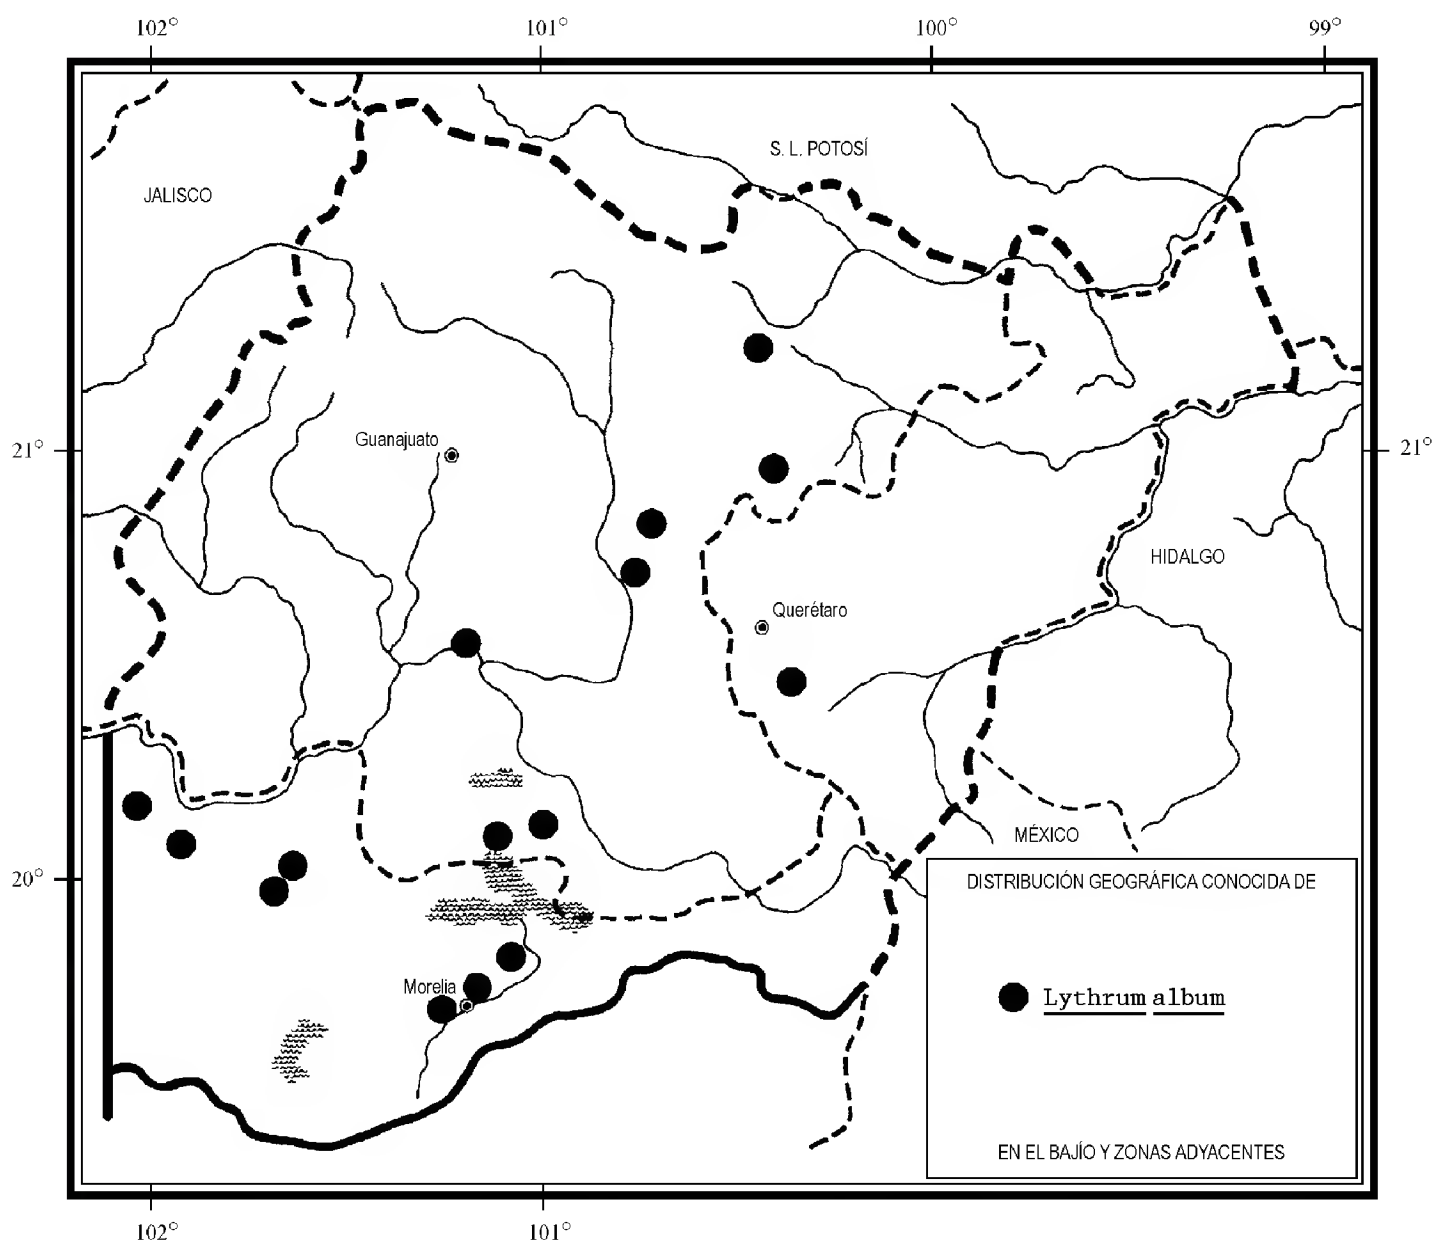 102° 101° 100° 99°
S. L. POTOSÍ
JALISCO
Guanajuato
21° 21°
HIDALGO
Querétaro
MÉXICO
20°
DISTRIBUCIÓN GEOGRÁFICA CONOCIDA DE
Morelia
Lythrum album
EN EL BAJÍO Y ZONAS ADYACENTES
102° 101°